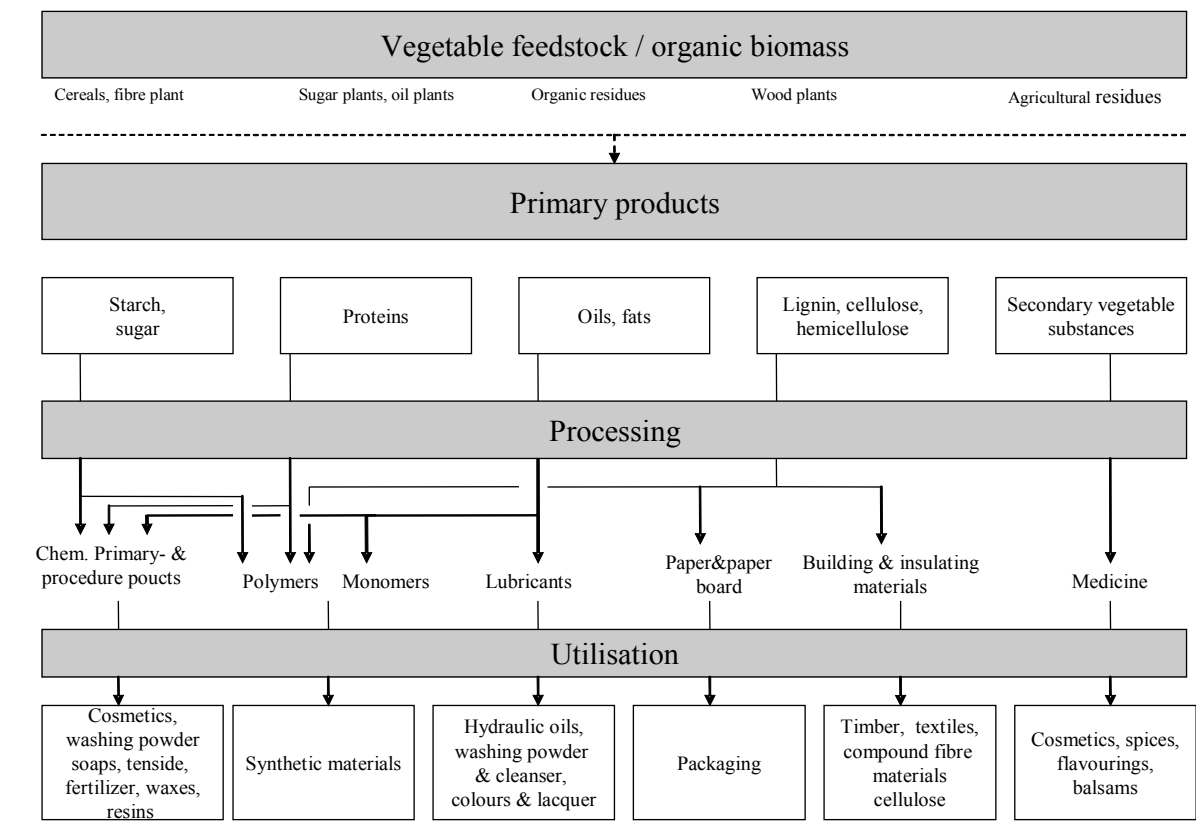 Vegetable feedstock / organic biomass
Cereals, fibre plant
Sugar plants, oil plants
Organic residues
Wood plants
Agricultural residues
Primary products
Starch,
sugar
Proteins
Oils, fats
Lignin, cellulose,
hemicellulose
Secondary vegetable
substances
Processing
Chem. Primary- &
procedure poucts
Polymers
Monomers
Lubricants
Paper&paper
board
Building & insulating
materials
Medicine
Utilisation
Cosmetics,
washing powder
soaps, tenside,
fertilizer, waxes,
resins
Synthetic materials
Hydraulic oils,
washing powder
& cleanser,
colours & lacquer
Packaging
Timber, textiles,
compound fibre
materials
cellulose
Cosmetics, spices,
flavourings,
balsams